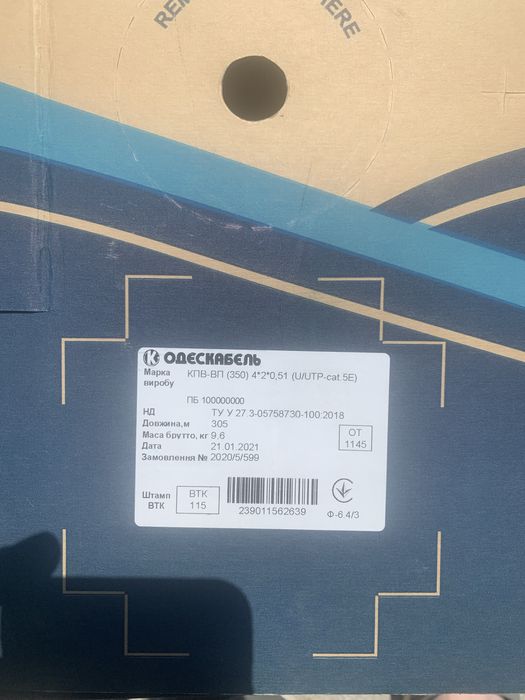 ОДЕСКАБЕЛЬ
Марка виробу КПВ-ВП (350) 4*2*0,51 (U/UTP-cat.5E)
ПБ 100000000
НД ТУ У 27.3-05758730-100:2018
Довжина,м 305
Маса брутто, кг 9.6
Дата 21.01.2021
Замовлення № 2020/5/599
ОТ
1145
Штамп ВТК
ВТК
115
239011562639
Ф-6.4/3